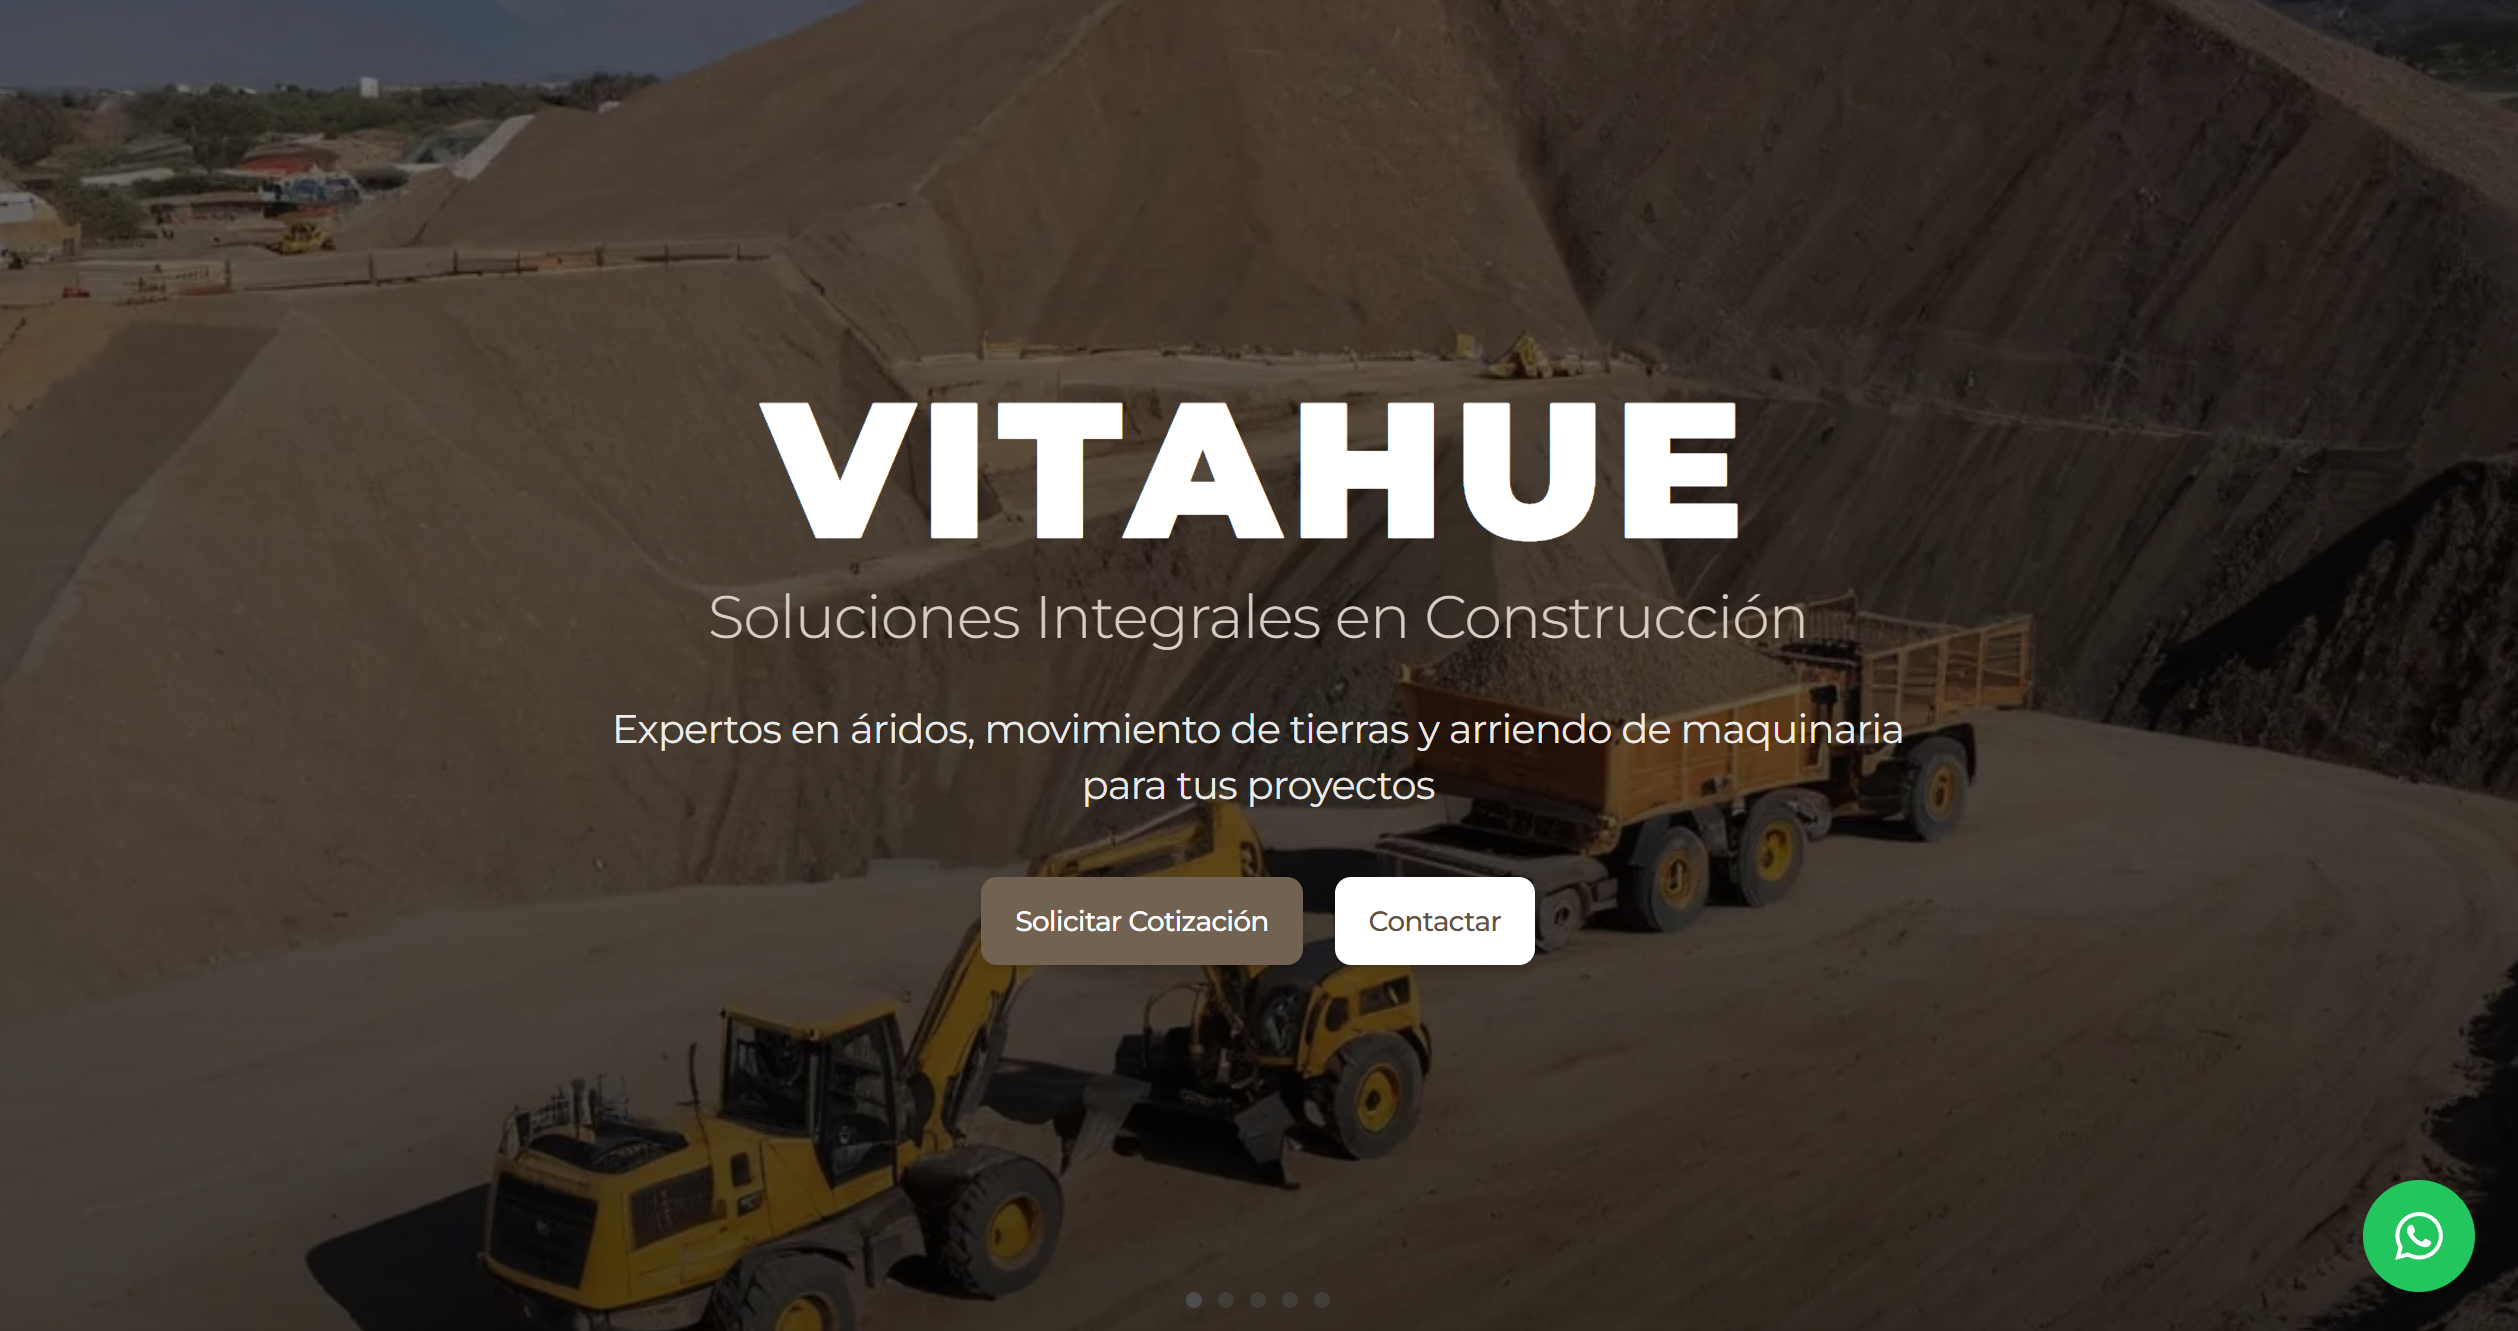 VITAHUE
Soluciones Integrales en Construcción
Expertos en áridos, movimiento de tierras y arriendo de maquinaria
para tus proyectos
Solicitar Cotización
Contactar